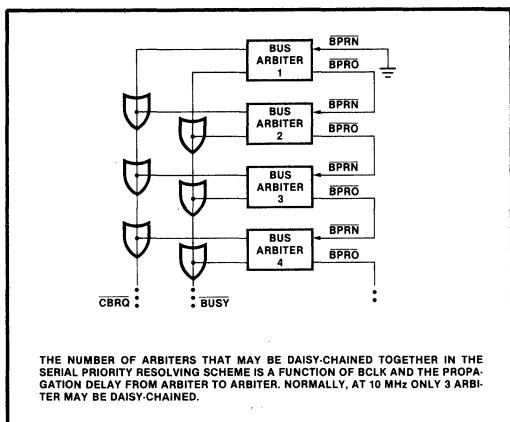 BUS
ARBITER
1
BPRN
BPRO
BUS
ARBITER
2
BPRN
BPRO
BUS
ARBITER
3
BPRN
BPRO
BUS
ARBITER
4
BPRN
BPRO
CBRQ
BUSY
THE NUMBER OF ARBITERS THAT MAY BE DAISY-CHAINED TOGETHER IN THE
SERIAL PRIORITY RESOLVING SCHEME IS A FUNCTION OF BCLK AND THE PROPA-
GATION DELAY FROM ARBITER TO ARBITER. NORMALLY, AT 10 MHz ONLY 3 ARBI-
TER MAY BE DAISY-CHAINED.